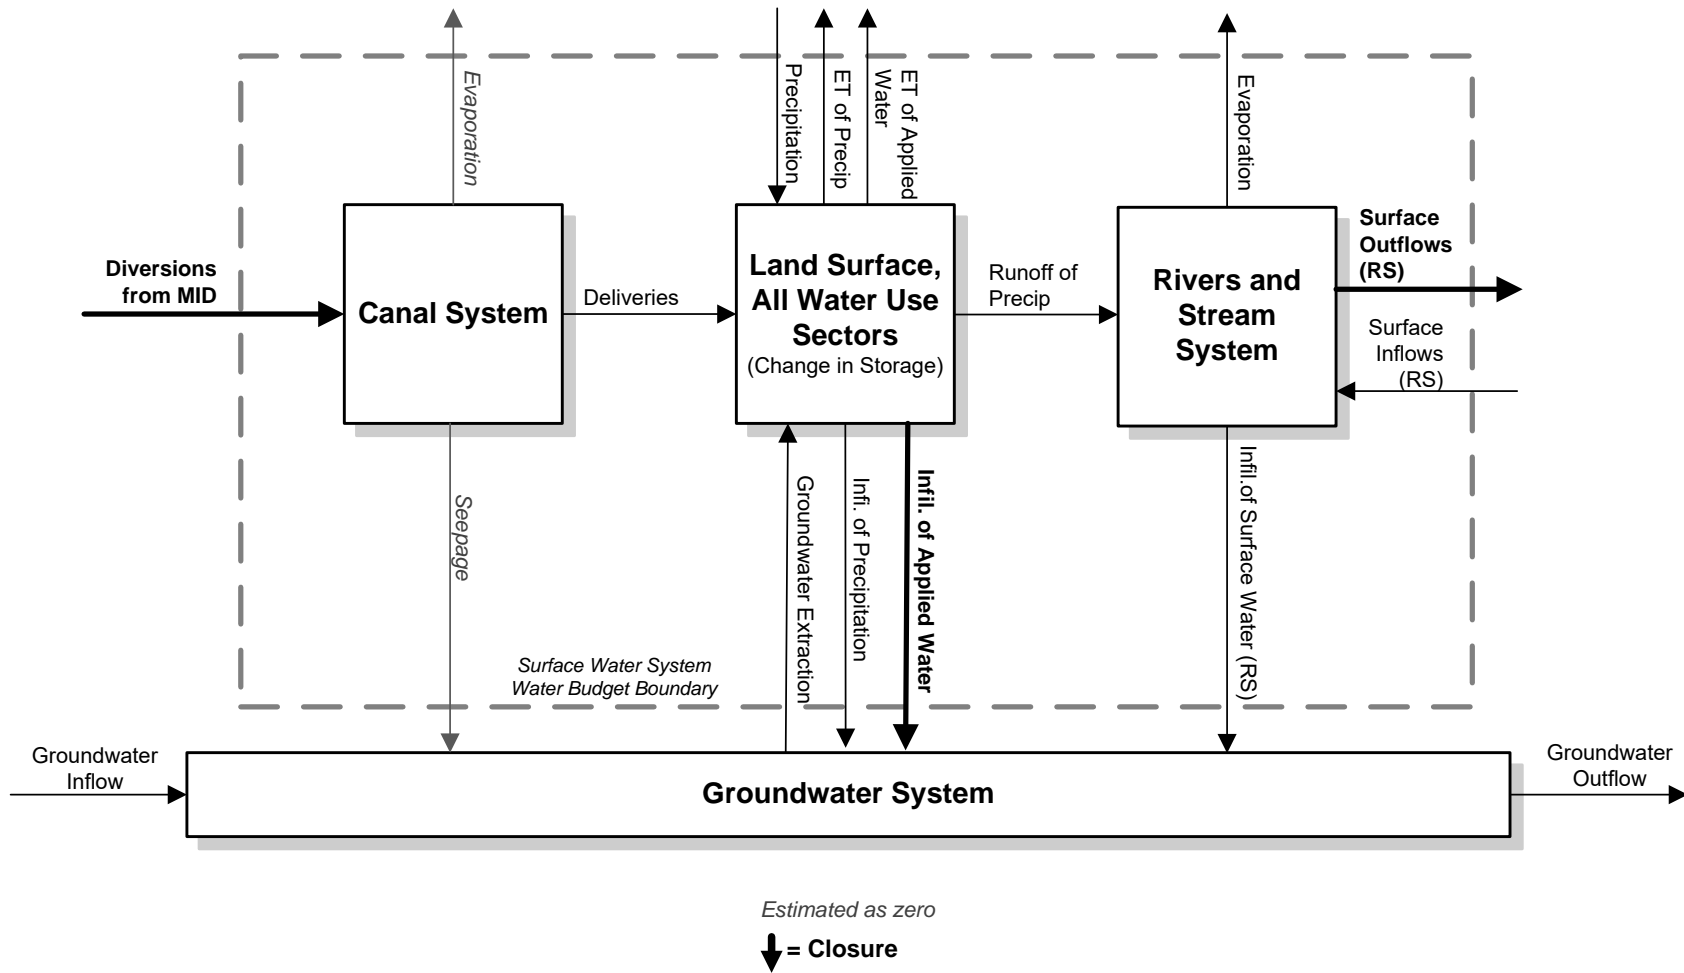 Evaporation
Precipitation
ET of Precip
ET of Applied
Water
Evaporation
Diversions
from MID
Canal System
Deliveries
Land Surface,
All Water Use
Sectors
(Change in Storage)
Runoff of
Precip
Rivers and
Stream
System
Surface
Outflows
(RS)
Surface
Inflows
(RS)
Seepage
Groundwater Extraction
Infi. of Precipitation
Infil. of Applied Water
Infil.of Surface Water (RS)
Surface Water System
Water Budget Boundary
Groundwater
Inflow
Groundwater System
Groundwater
Outflow
Estimated as zero
= Closure